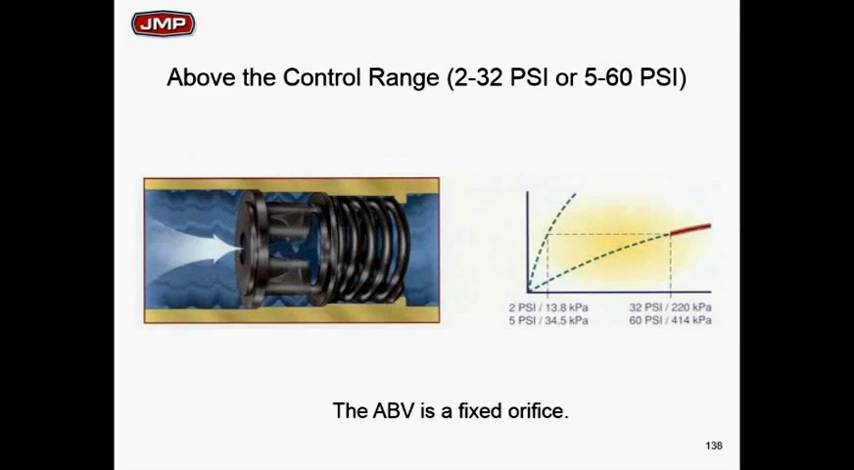 JMP
Above the Control Range (2-32 PSI or 5-60 PSI)
2 PSI / 13.8 kPa
5 PSI / 34.5 kPa
32 PSI / 220 kPa
60 PSI / 414 kPa
The ABV is a fixed orifice.
138